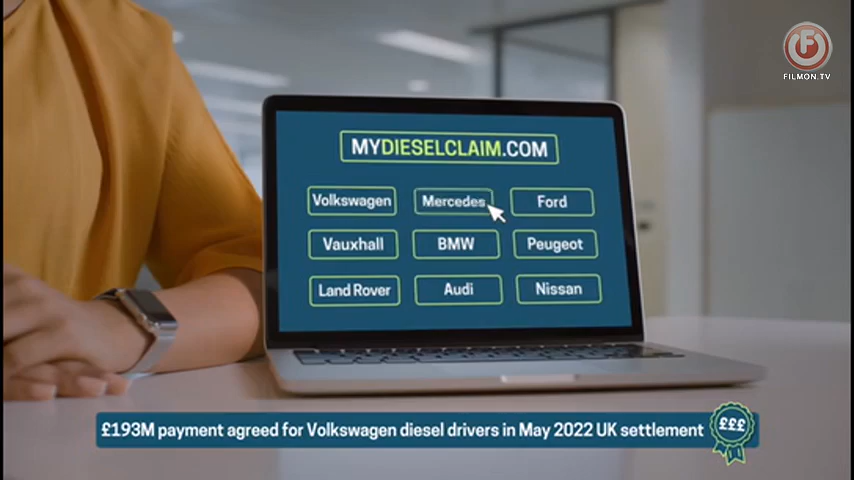 FILMON.TV
MYDIESELCLAIM.COM
Volkswagen
Mercedes
Ford
Vauxhall
BMW
Peugeot
Land Rover
Audi
Nissan
£193M payment agreed for Volkswagen diesel drivers in May 2022 UK settlement
£££